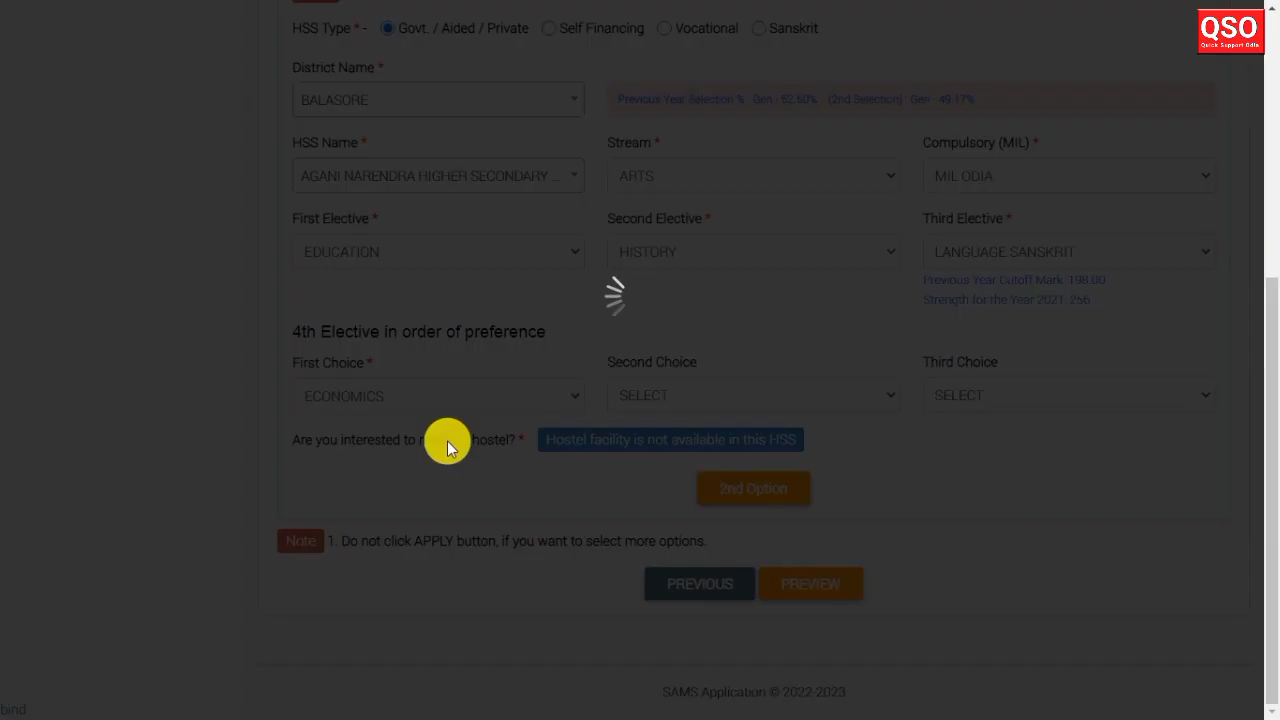 QSO
Quick Support Odia
HSS Type * - Govt. / Aided / Private Self Financing Vocational Sanskrit
District Name *
BALASORE
Previous Year Selection % Gen - 52.50% (2nd Selection) Gen - 49.17%
HSS Name * Stream * Compulsory (MIL) *
AGANI NARENDRA HIGHER SECONDARY ... ARTS MIL ODIA
First Elective * Second Elective * Third Elective *
EDUCATION HISTORY LANGUAGE SANSKRIT
Previous Year Cutoff Mark: 198.00
Strength for the Year 2021: 256
4th Elective in order of preference
First Choice * Second Choice Third Choice
ECONOMICS SELECT SELECT
Are you interested to hostel? * Hostel facility is not available in this HSS
2nd Option
Note 1. Do not click APPLY button, if you want to select more options.
PREVIOUS PREVIEW
SAMS Application © 2022-2023
bind